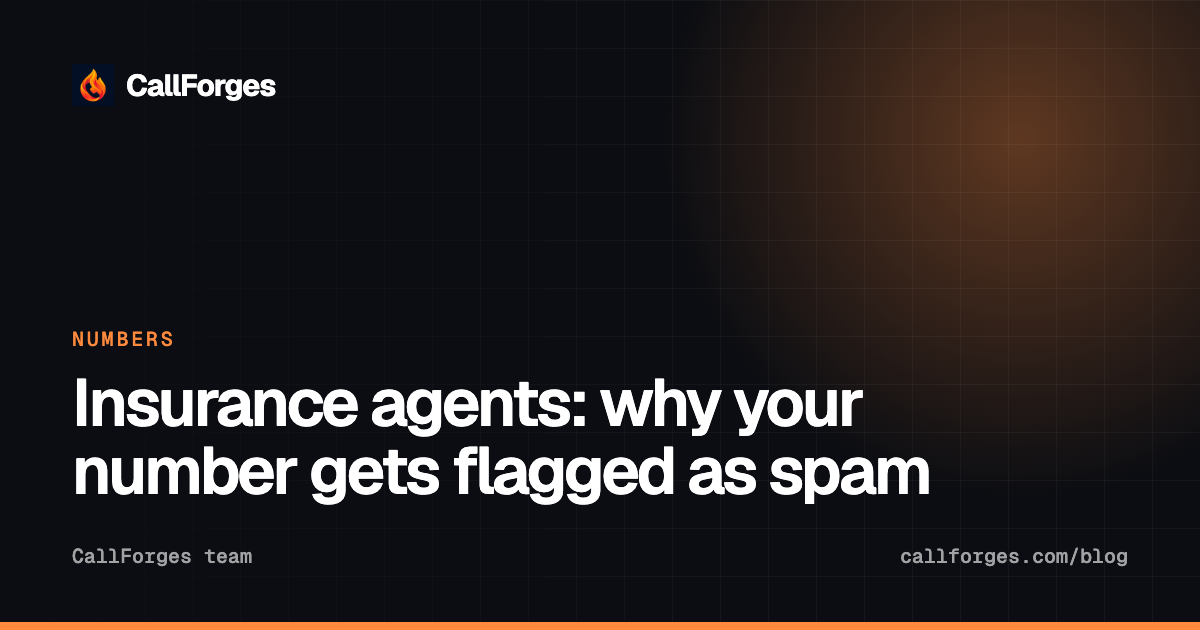 CallForges
NUMBERS
Insurance agents: why your
number gets flagged as spam
CallForges team
callforges.com/blog